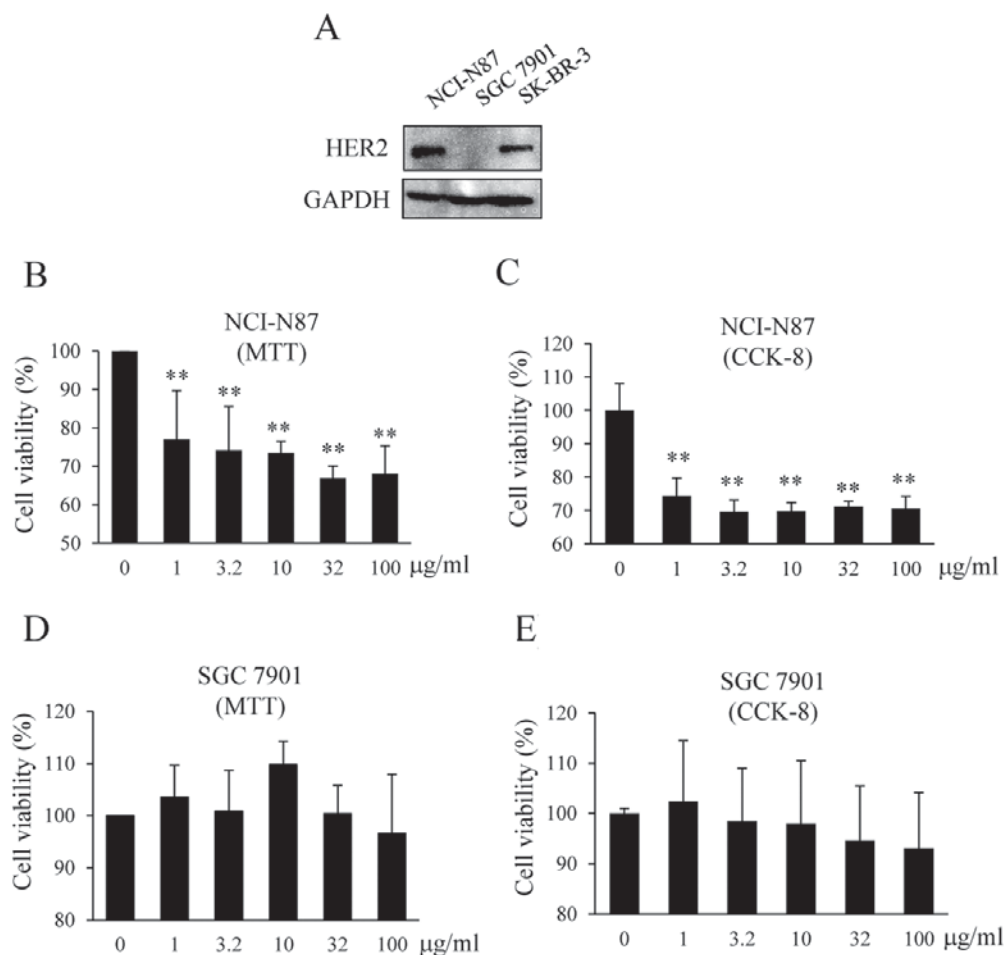 A
NCI-N87
SGC 7901
SK-BR-3
HER2
GAPDH
B
NCI-N87
(MTT)
Cell viability (%)
100
90
80
70
60
50
** ** ** ** **
0 1 3.2 10 32 100 μg/ml
C
NCI-N87
(CCK-8)
Cell viability (%)
120
110
100
90
80
70
60
** ** ** ** **
0 1 3.2 10 32 100 μg/ml
D
SGC 7901
(MTT)
Cell viability (%)
120
110
100
90
80
0 1 3.2 10 32 100 μg/ml
E
SGC 7901
(CCK-8)
Cell viability (%)
120
110
100
90
80
0 1 3.2 10 32 100 μg/ml